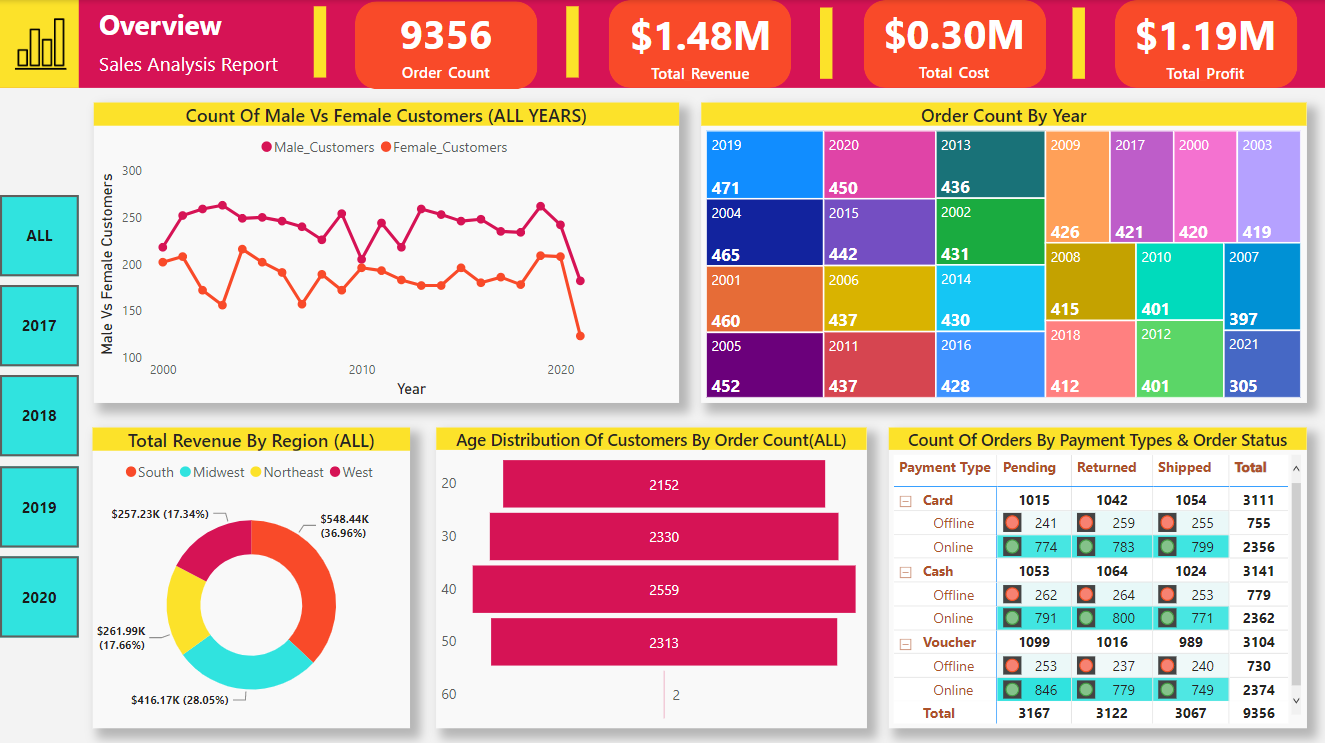 Overview
Sales Analysis Report
9356
Order Count
$1.48M
Total Revenue
$0.30M
Total Cost
$1.19M
Total Profit
ALL
2017
2018
2019
2020
Count Of Male Vs Female Customers (ALL YEARS)
Male_Customers Female_Customers
Male Vs Female Customers
300
250
200
150
100
2000 2010 2020
Year
Order Count By Year
2019
471
2004
465
2001
460
2005
452
2020
450
2015
442
2006
437
2011
437
2013
436
2002
431
2014
430
2016
428
2009
426
2017
421
2000
420
2003
419
2008
415
2018
412
2010
401
2012
401
2007
397
2021
305
Total Revenue By Region (ALL)
South Midwest Northeast West
$257.23K (17.34%)
$548.44K
(36.96%)
$261.99K
(17.66%)
$416.17K (28.05%)
Age Distribution Of Customers By Order Count(ALL)
20 2152
30 2330
40 2559
50 2313
60 2
Count Of Orders By Payment Types & Order Status
Payment Type Pending Returned Shipped Total
Card 1015 1042 1054 3111
Offline 241 259 255 755
Online 774 783 799 2356
Cash 1053 1064 1024 3141
Offline 262 264 253 779
Online 791 800 771 2362
Voucher 1099 1016 989 3104
Offline 253 237 240 730
Online 846 779 749 2374
Total 3167 3122 3067 9356